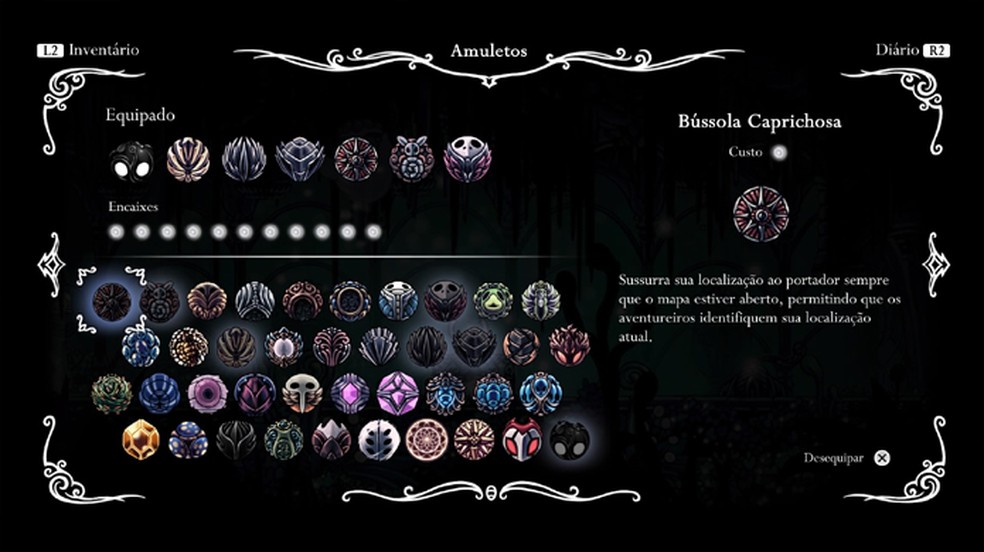 L2 Inventário
Amuletos
Diário R2
Equipado
Encaixes
Bússola Caprichosa
Custo
Sussurra sua localização ao portador sempre
que o mapa estiver aberto, permitindo que os
aventureiros identifiquem sua localização
atual.
Desequipar